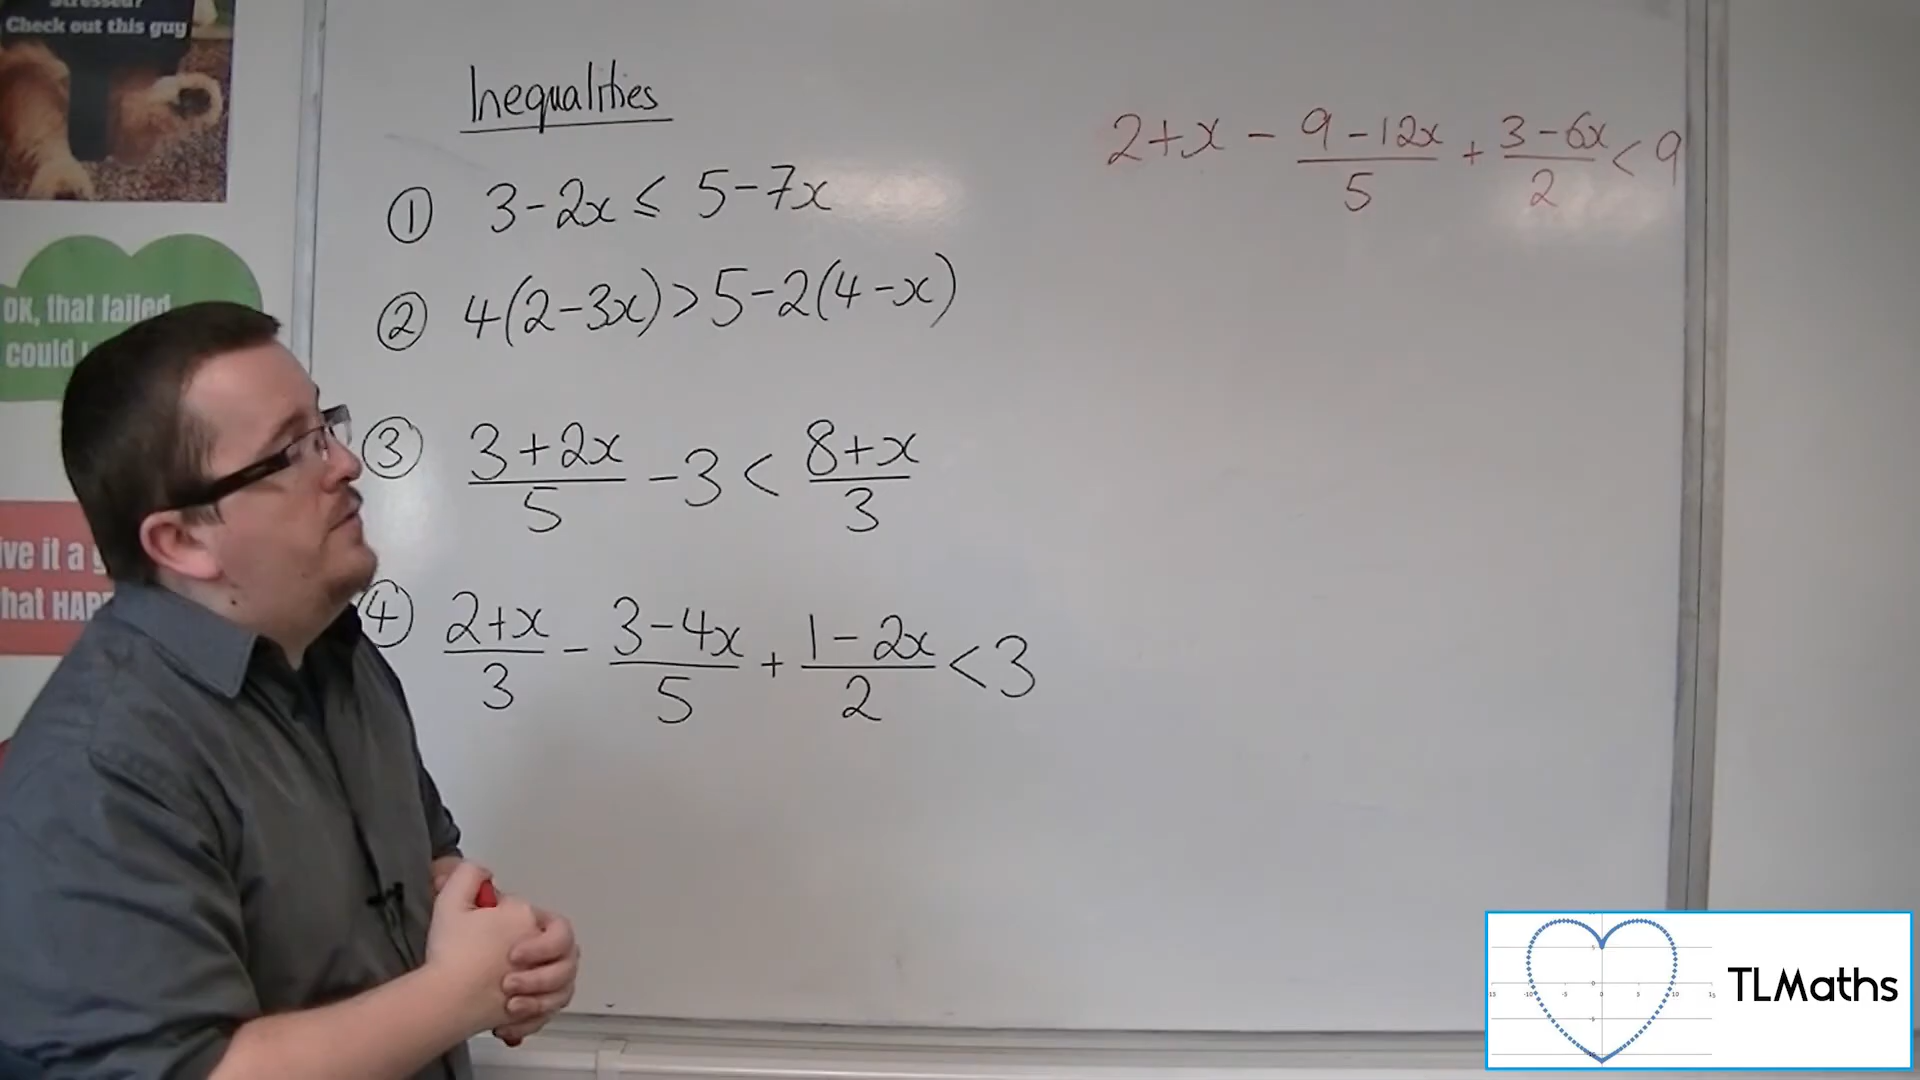 Check out this guy
OK, that failed
could
ive it a g
hat HAP
Inequalities
① 3-2x ≤ 5-7x
② 4(2-3x) > 5-2(4-x)
③ (3+2x)/5 - 3 < (8+x)/3
④ (2+x)/3 - (3-4x)/5 + (1-2x)/2 < 3
2+x - (9-12x)/5 + (3-6x)/2 < 9
TLMaths